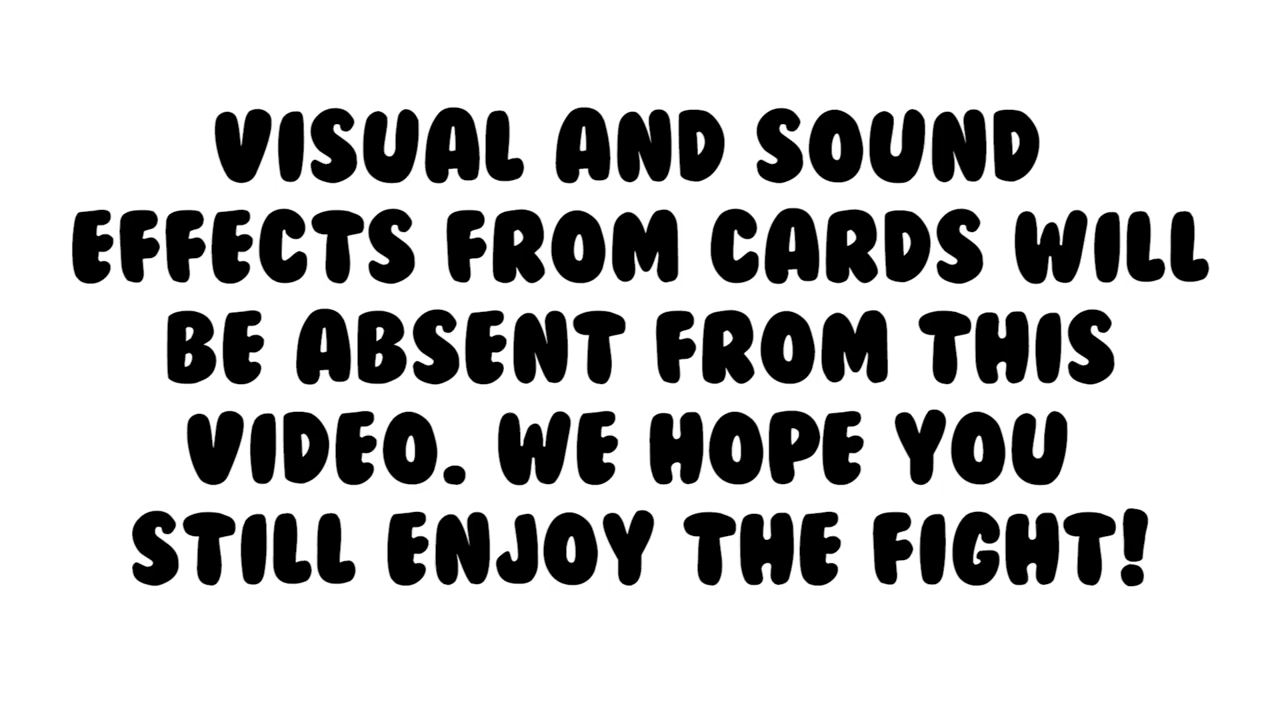 VISUAL AND SOUND
EFFECTS FROM CARDS WILL
BE ABSENT FROM THIS
VIDEO. WE HOPE YOU
STILL ENJOY THE FIGHT!